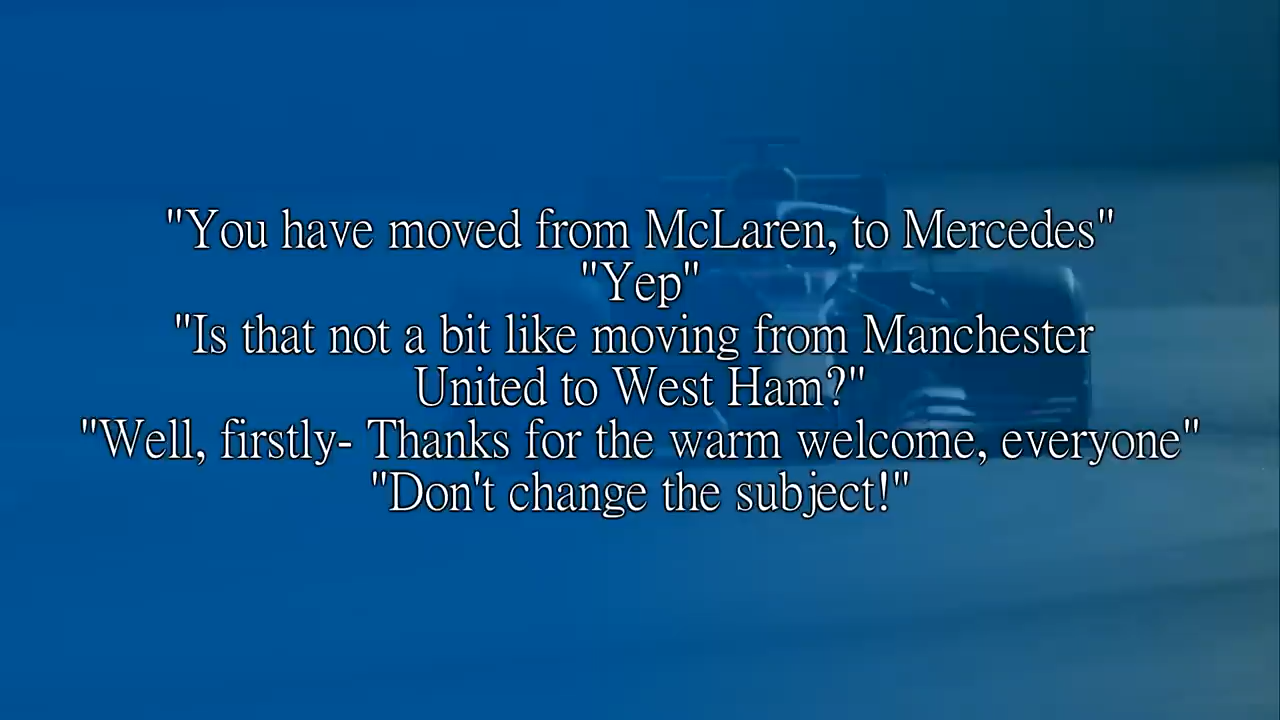 "You have moved from McLaren, to Mercedes"
"Yep"
"Is that not a bit like moving from Manchester
United to West Ham?"
"Well, firstly- Thanks for the warm welcome, everyone"
"Don't change the subject!"